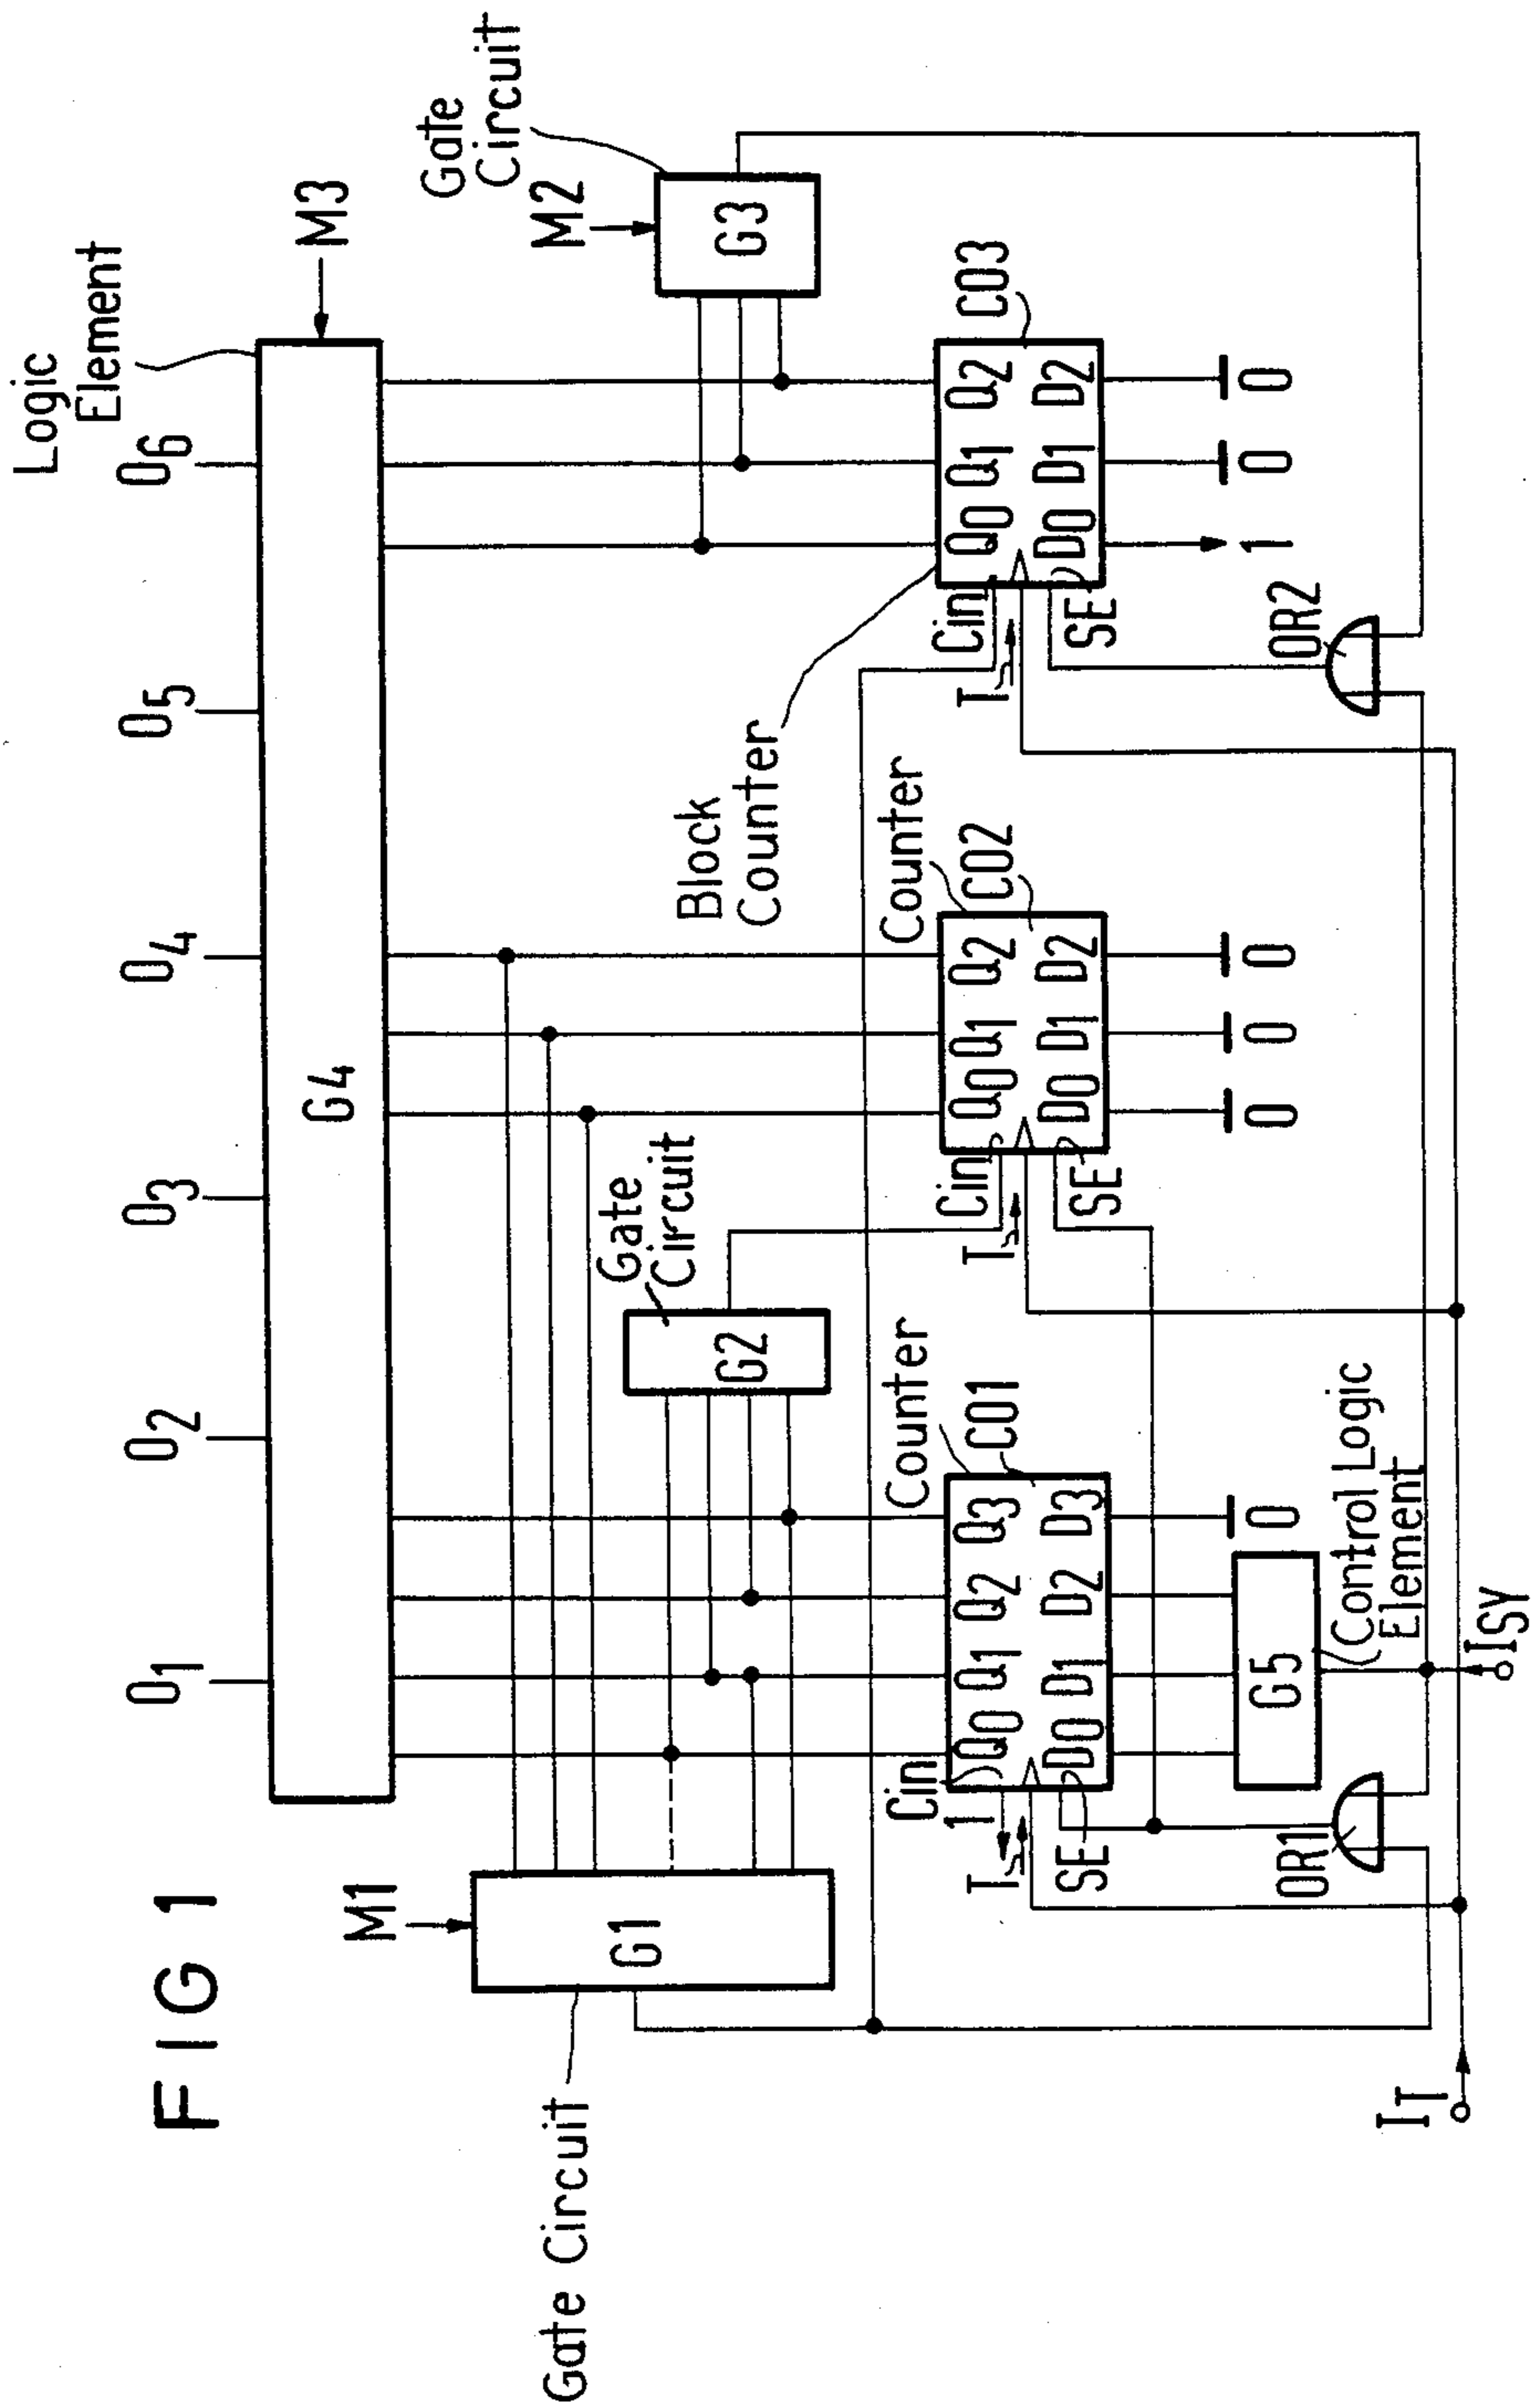 FIG 1
O1 O2 O3 O4 O5 O6
Logic
Element
G4
M3
M1
G1
Gate Circuit
G2
Gate
Circuit
M2
G3
Gate
Circuit
Counter
CO1
Q0 Q1 Q2 Q3
D0 D1 D2 D3
Cin
1
T
SE
0
Counter
CO2
Q0 Q1 Q2
D0 D1 D2
Cin
T
SE
0 0 0
Block
Counter
CO3
Q0 Q1 Q2
D0 D1 D2
Cin
T
SE
1 0 0
G5
Control Logic
Element
OR1
OR2
ISY
IT